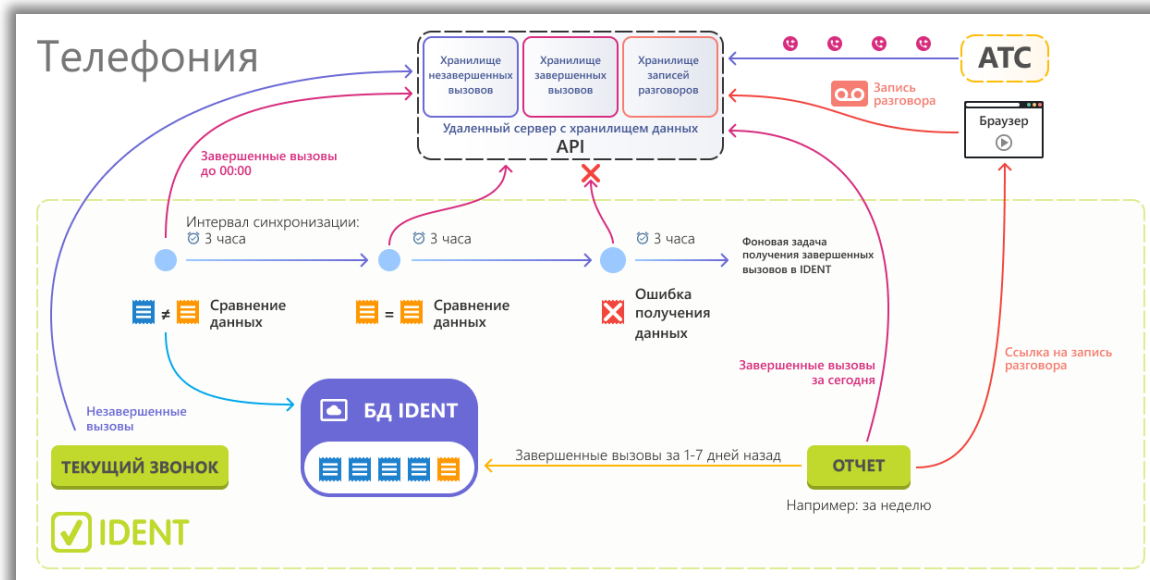 Телефония
Хранилище
незавершенных
вызовов
Хранилище
завершенных
вызовов
Хранилище
записей
разговоров
Удаленный сервер с хранилищем данных
API
АТС
Запись
разговора
Браузер
Завершенные вызовы
до 00:00
Интервал синхронизации:
3 часа
3 часа
3 часа
Фоновая задача
получения завершенных
вызовов в IDENT
≠
Сравнение
данных
=
Сравнение
данных
Ошибка
получения
данных
Завершенные вызовы
за сегодня
Ссылка на запись
разговора
Незавершенные
вызовы
БД IDENT
ТЕКУЩИЙ ЗВОНОК
Завершенные вызовы за 1-7 дней назад
ОТЧЕТ
Например: за неделю
IDENT